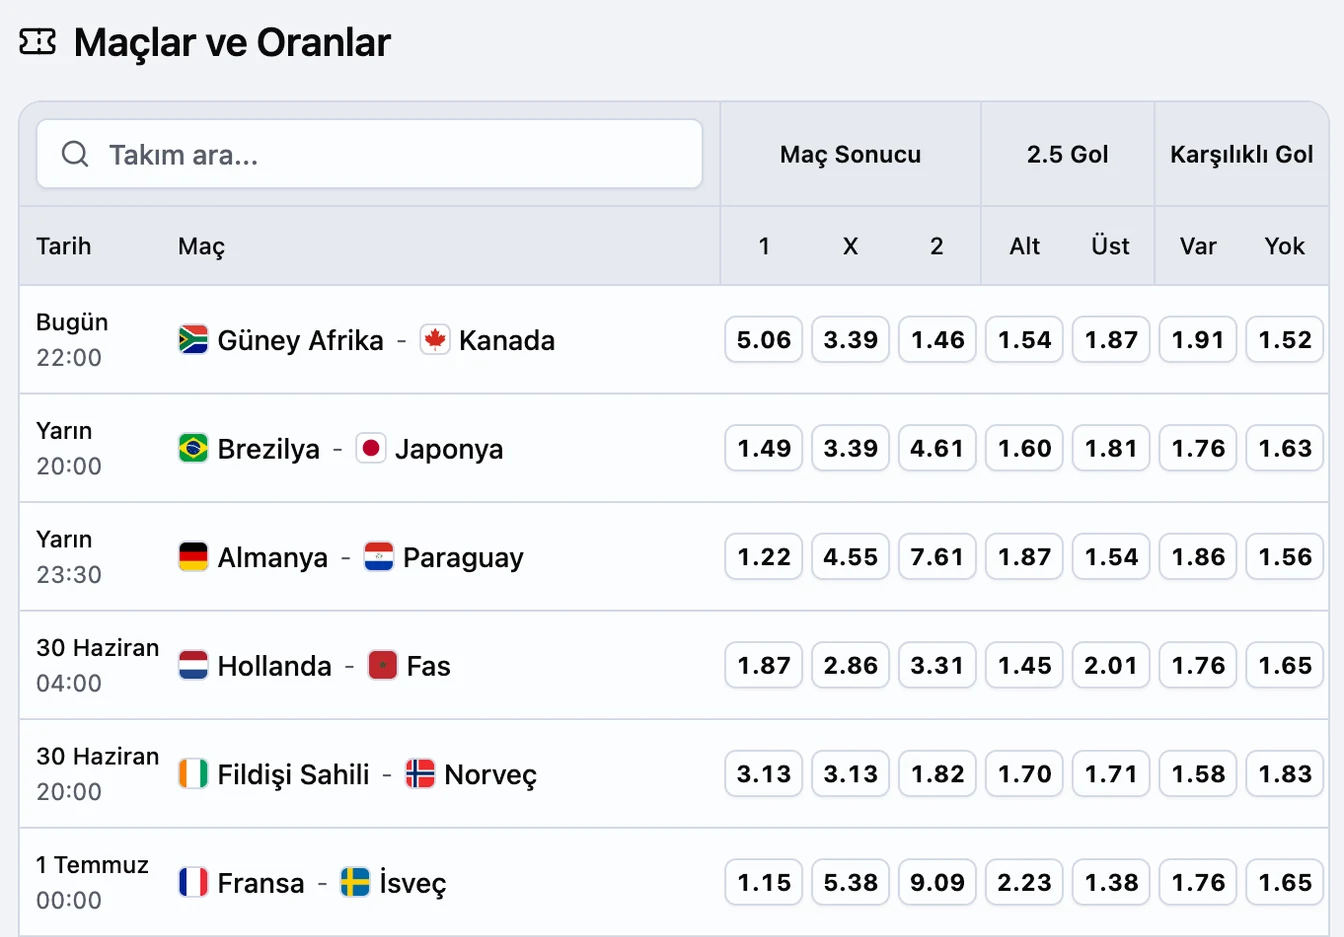 Maçlar ve Oranlar
Takım ara... Maç Sonucu 2.5 Gol Karşılıklı Gol
Tarih Maç 1 X 2 Alt Üst Var Yok
Bugün
22:00
Güney Afrika - Kanada 5.06 3.39 1.46 1.54 1.87 1.91 1.52
Yarın
20:00
Brezilya - Japonya 1.49 3.39 4.61 1.60 1.81 1.76 1.63
Yarın
23:30
Almanya - Paraguay 1.22 4.55 7.61 1.87 1.54 1.86 1.56
30 Haziran
04:00
Hollanda - Fas 1.87 2.86 3.31 1.45 2.01 1.76 1.65
30 Haziran
20:00
Fildişi Sahili - Norveç 3.13 3.13 1.82 1.70 1.71 1.58 1.83
1 Temmuz
00:00
Fransa - İsveç 1.15 5.38 9.09 2.23 1.38 1.76 1.65